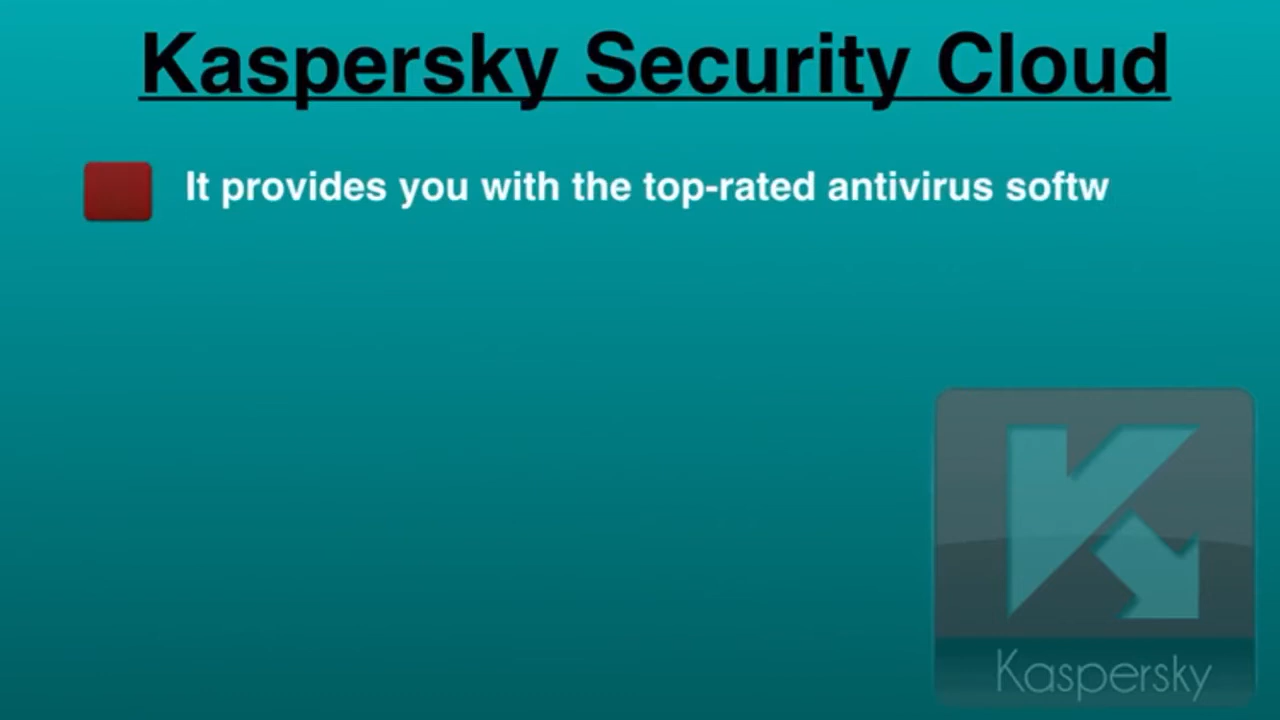 Kaspersky Security Cloud
It provides you with the top-rated antivirus softw
Kaspersky